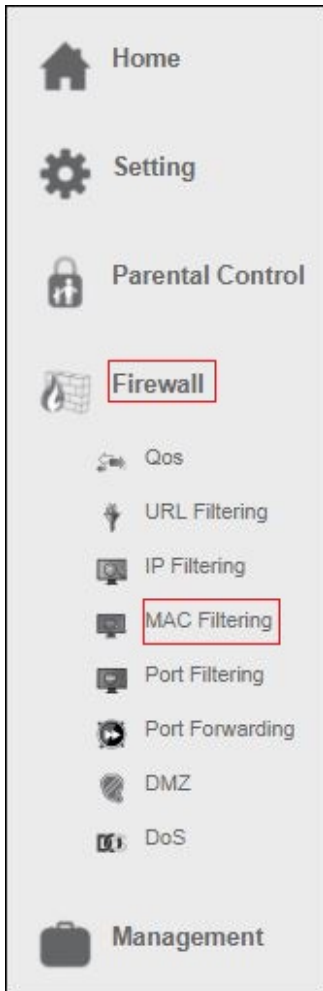 Home
Setting
Parental Control
Firewall
Qos
URL Filtering
IP Filtering
MAC Filtering
Port Filtering
Port Forwarding
DMZ
DoS
Management